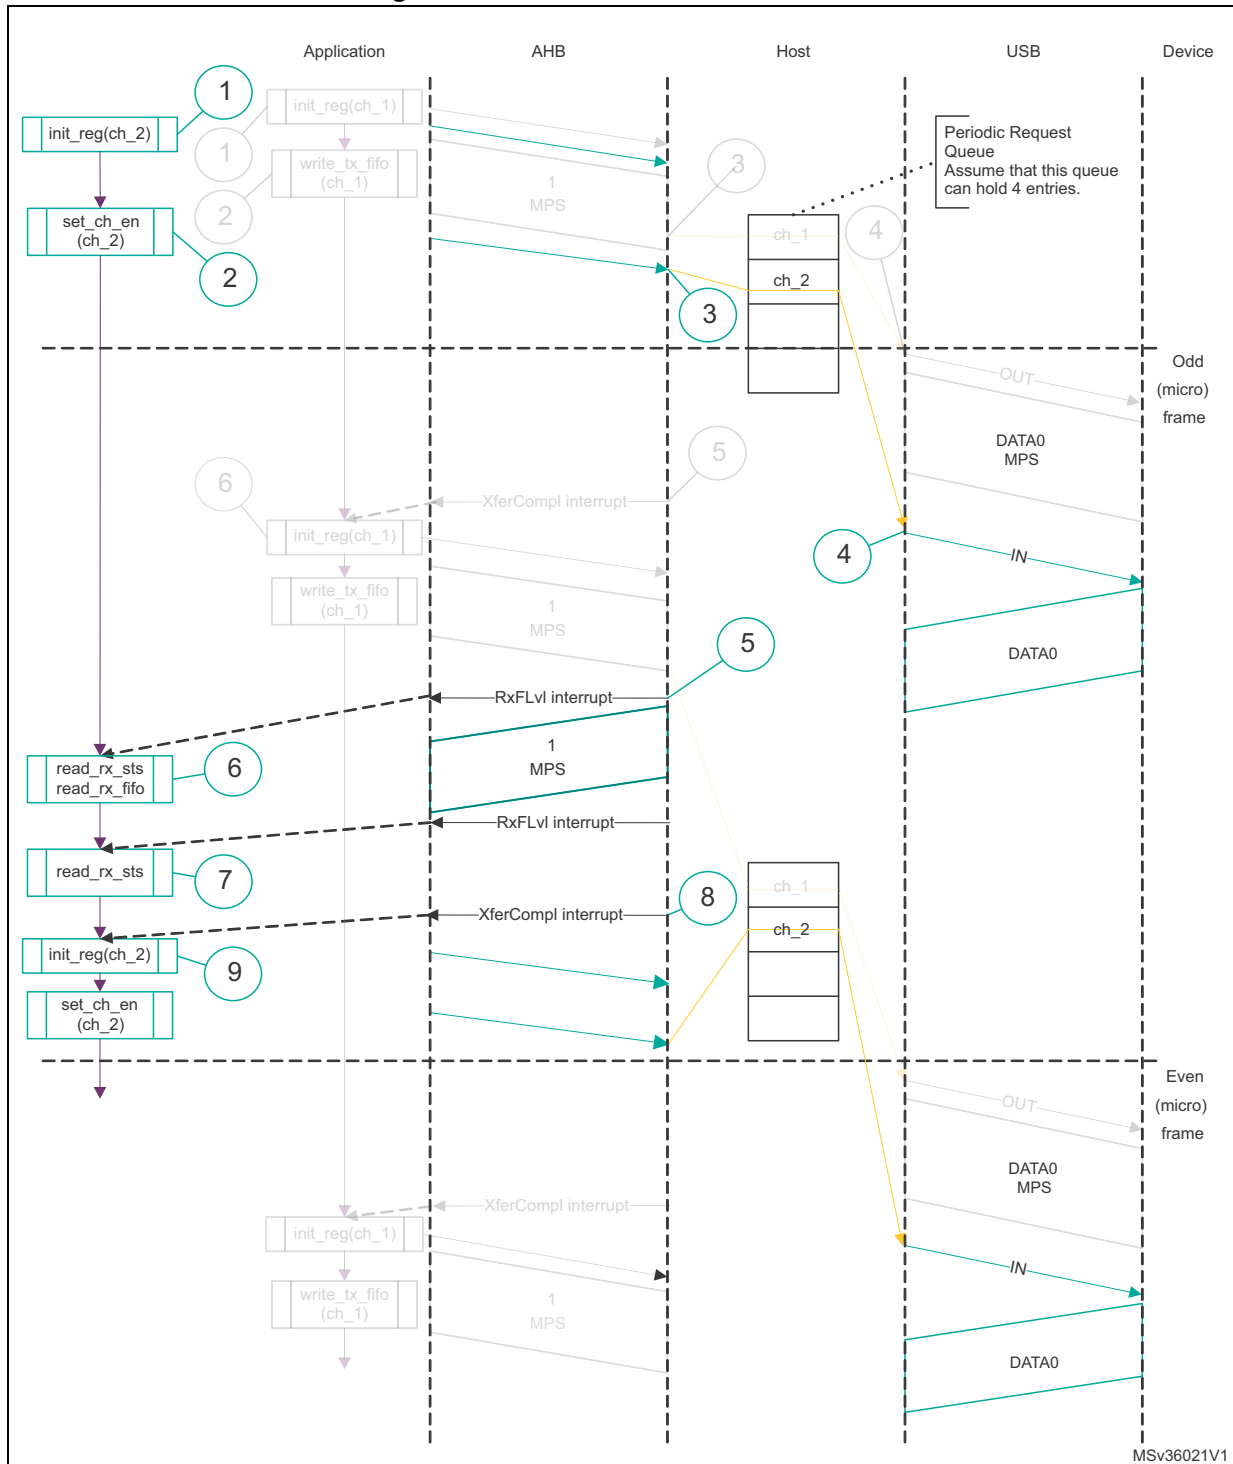 Application
AHB
Host
USB
Device
1
init_reg(ch_1)
init_reg(ch_2)
Periodic Request
Queue
Assume that this queue
can hold 4 entries.
1
write_tx_fifo
(ch_1)
3
1
MPS
2
set_ch_en
(ch_2)
ch_1
4
2
ch_2
3
Odd
(micro)
frame
OUT
DATA0
MPS
5
6
XferCompl interrupt
init_reg(ch_1)
4
IN
write_tx_fifo
(ch_1)
1
MPS
5
DATA0
RxFLvl interrupt
1
MPS
read_rx_sts
read_rx_fifo
6
RxFLvl interrupt
read_rx_sts
7
ch_1
8
XferCompl interrupt
ch_2
init_reg(ch_2)
9
set_ch_en
(ch_2)
Even
(micro)
frame
OUT
DATA0
MPS
XferCompl interrupt
init_reg(ch_1)
IN
write_tx_fifo
(ch_1)
1
MPS
DATA0
MSv36021V1